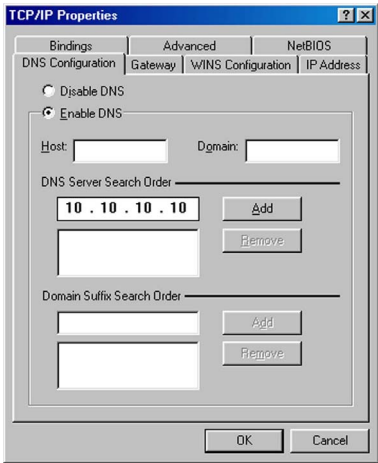 TCP/IP Properties
Bindings Advanced NetBIOS
DNS Configuration Gateway WINS Configuration IP Address
Disable DNS
Enable DNS
Host: Domain:
DNS Server Search Order
10 . 10 . 10 . 10 Add
Remove
Domain Suffix Search Order
Add
Remove
OK Cancel